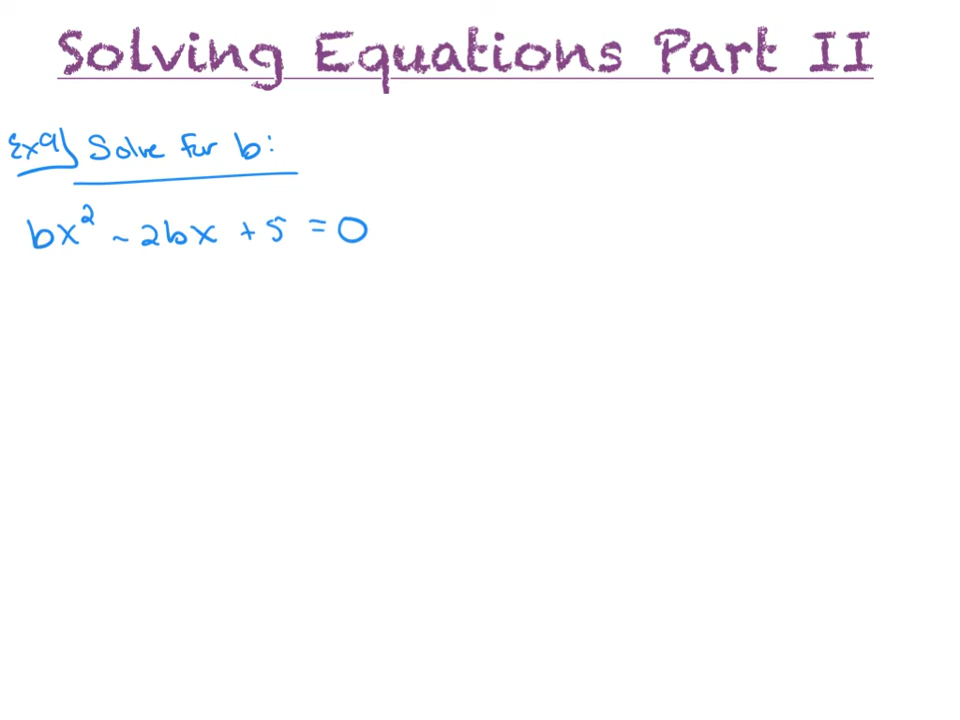 Solving Equations Part II
Ex9) Solve for b:
bx² - 2bx + 5 = 0